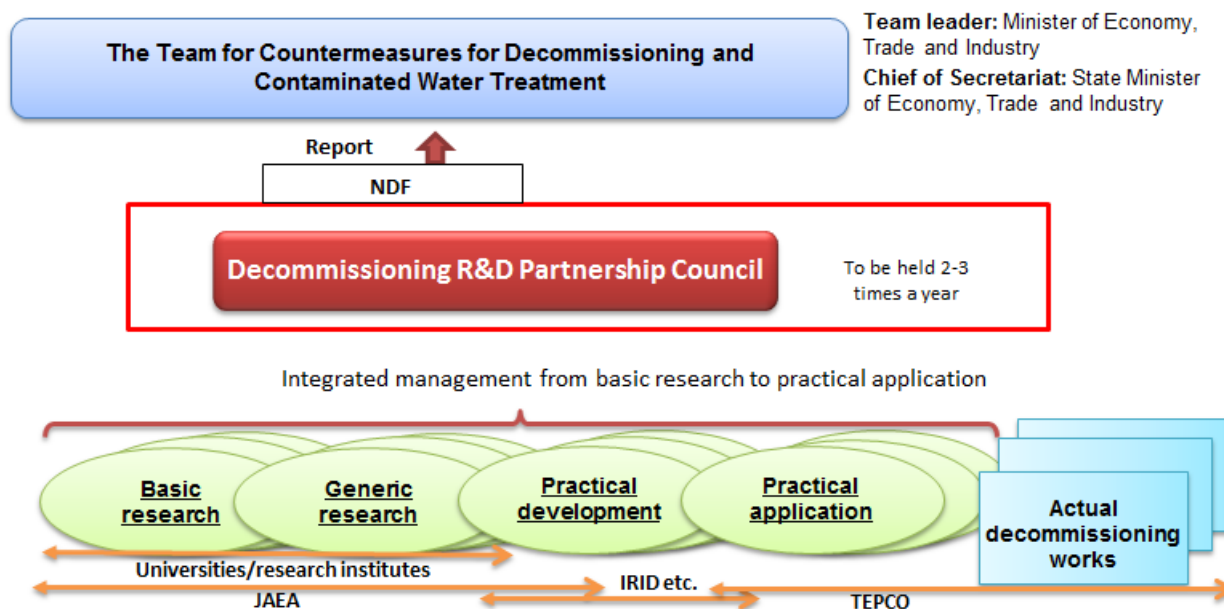 The Team for Countermeasures for Decommissioning and
Contaminated Water Treatment
Team leader: Minister of Economy,
Trade and Industry
Chief of Secretariat: State Minister
of Economy, Trade and Industry
Report
NDF
Decommissioning R&D Partnership Council
To be held 2-3
times a year
Integrated management from basic research to practical application
Basic
research
Generic
research
Practical
development
Practical
application
Actual
decommissioning
works
Universities/research institutes
IRID etc.
JAEA
TEPCO